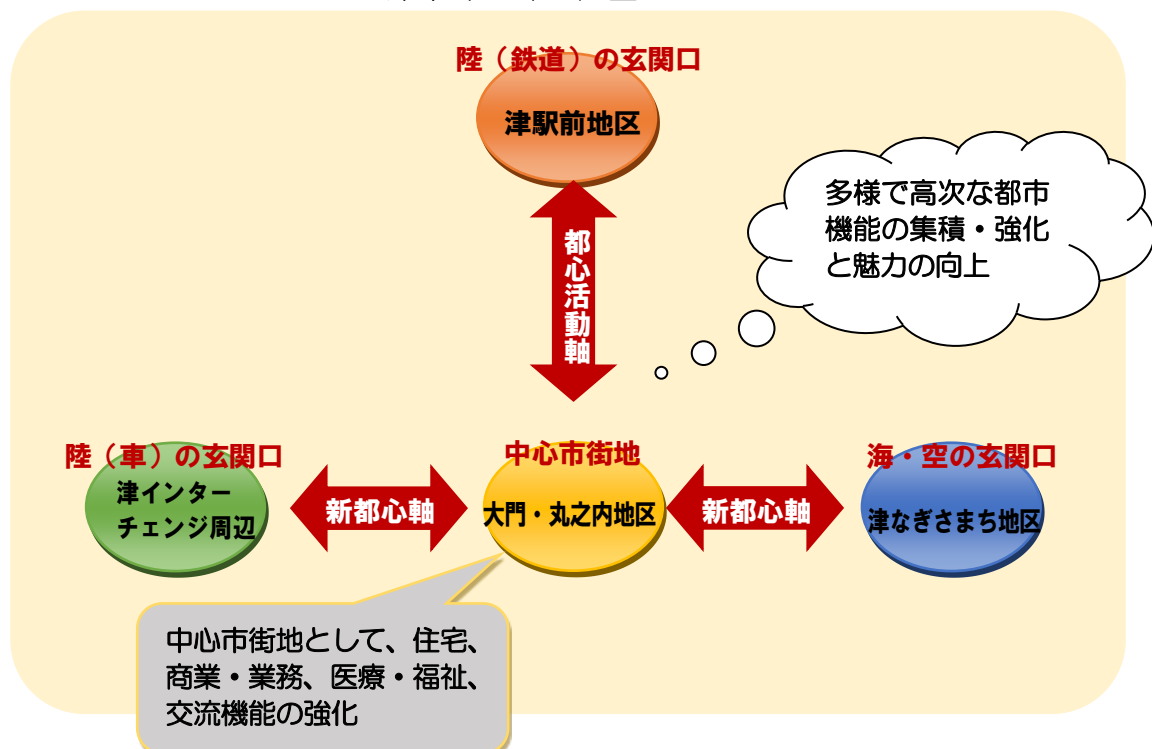 陸（鉄道）の玄関口
津駅前地区
多様で高次な都市
機能の集積・強化
と魅力の向上
都心活動軸
陸（車）の玄関口
津インター
チェンジ周辺
新都心軸
中心市街地
大門・丸之内地区
新都心軸
海・空の玄関口
津なぎさまち地区
中心市街地として、住宅、
商業・業務、医療・福祉、
交流機能の強化